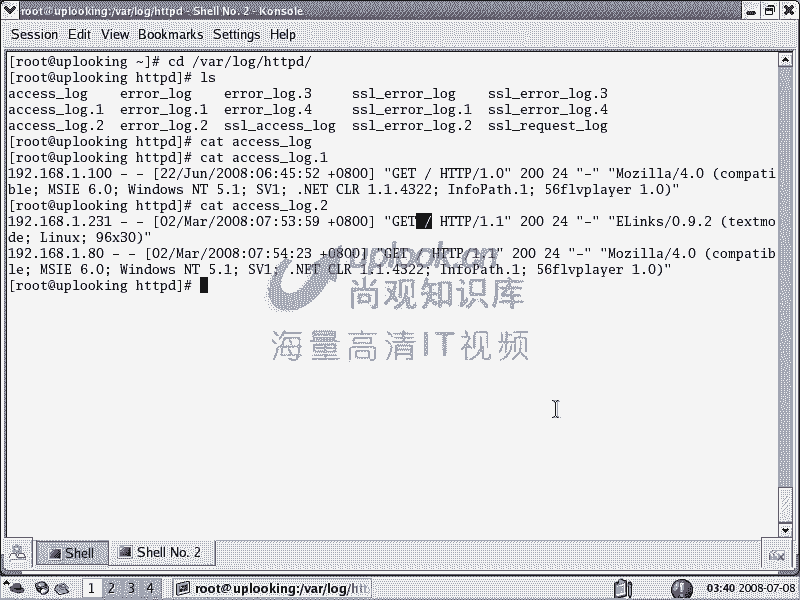 root@uplooking:/var/log/httpd - Shell No. 2 - Konsole
Session Edit View Bookmarks Settings Help
[root@uplooking ~]# cd /var/log/httpd/
[root@uplooking httpd]# ls
access_log    error_log    error_log.3     ssl_error_log    ssl_error_log.3
access_log.1  error_log.1  error_log.4     ssl_error_log.1  ssl_error_log.4
access_log.2  error_log.2  ssl_access_log  ssl_error_log.2  ssl_request_log
[root@uplooking httpd]# cat access_log
[root@uplooking httpd]# cat access_log.1
192.168.1.100 - - [22/Jun/2008:06:45:52 +0800] "GET / HTTP/1.0" 200 24 "-" "Mozilla/4.0 (compati
ble; MSIE 6.0; Windows NT 5.1; SV1; .NET CLR 1.1.4322; InfoPath.1; 56flvplayer 1.0)"
[root@uplooking httpd]# cat access_log.2
192.168.1.231 - - [02/Mar/2008:07:53:59 +0800] "GET / HTTP/1.1" 200 24 "-" "ELinks/0.9.2 (textmo
de; Linux; 96x30)"
192.168.1.80 - - [02/Mar/2008:07:54:23 +0800] "GET / HTTP/1.1" 200 24 "-" "Mozilla/4.0 (compatib
le; MSIE 6.0; Windows NT 5.1; SV1; .NET CLR 1.1.4322; InfoPath.1; 56flvplayer 1.0)"
[root@uplooking httpd]#
uplook.cn
尚观知识库
海量高清IT视频
Shell
Shell No. 2
1 2 3 4
root@uplooking:/var/log/htt
03:40 2008-07-08